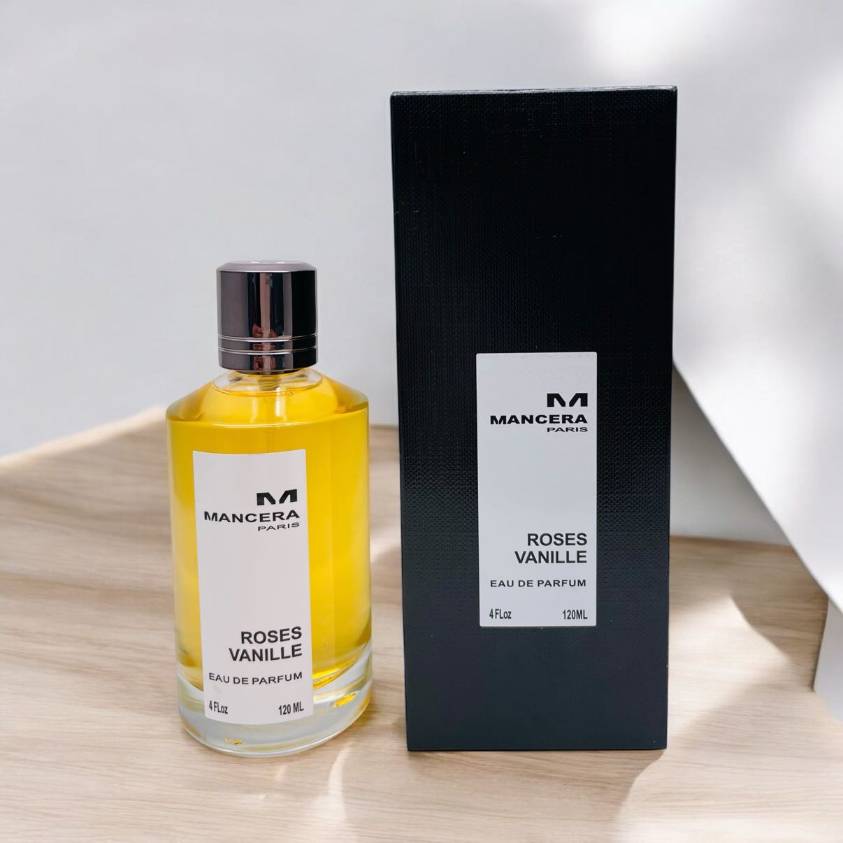 M
MANCERA
PARIS
ROSES
VANILLE
EAU DE PARFUM
4 FLoz 120 ML
M
MANCERA
PARIS
ROSES
VANILLE
EAU DE PARFUM
4 FLoz 120ML